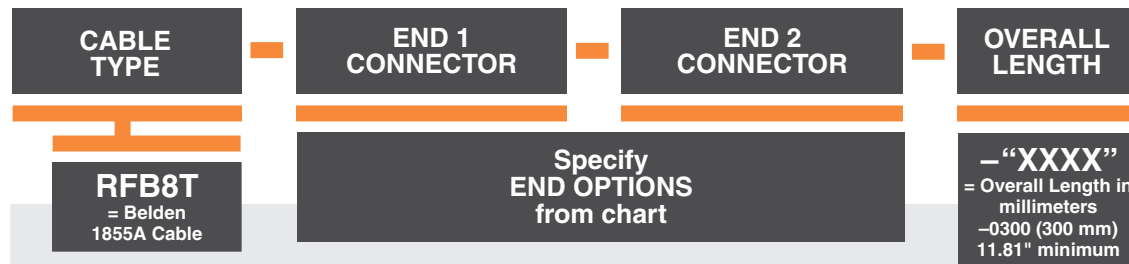 CABLE
TYPE
END 1
CONNECTOR
END 2
CONNECTOR
OVERALL
LENGTH
RFB8T
= Belden
1855A Cable
Specify
END OPTIONS
from chart
–“XXXX”
= Overall Length in
millimeters
–0300 (300 mm)
11.81" minimum